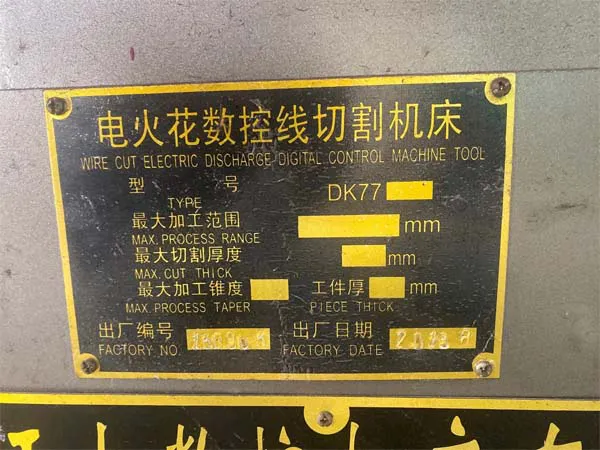 电火花数控线切割机床
WIRE CUT ELECTRIC DISCHARGE DIGITAL CONTROL MACHINE TOOL
型 号 DK77
TYPE
最大加工范围 mm
MAX. PROCESS RANGE
最大切割厚度 mm
MAX. CUT THICK
最大加工锥度 工件厚 mm
MAX. PROCESS TAPER PIECE THICK
出厂编号 出厂日期
FACTORY NO. FACTORY DATE